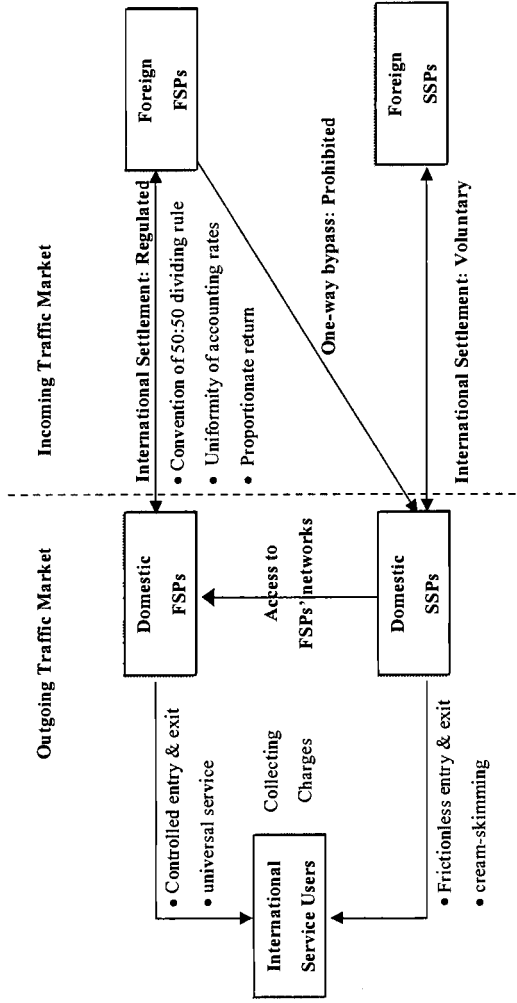 Outgoing Traffic Market
Incoming Traffic Market
International
Service Users
• Controlled entry & exit
• universal service
Collecting
Charges
• Frictionless entry & exit
• cream-skimming
Domestic
FSPs
Access to
FSPs' networks
Domestic
SSPs
International Settlement: Regulated
• Convention of 50:50 dividing rule
• Uniformity of accounting rates
• Proportionate return
One-way bypass: Prohibited
International Settlement: Voluntary
Foreign
FSPs
Foreign
SSPs